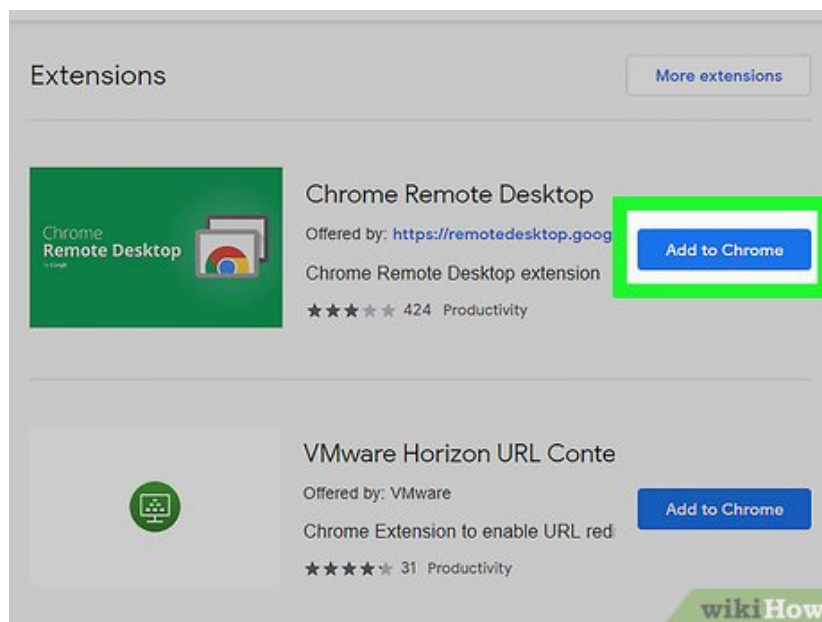 Extensions
More extensions
Chrome
Remote Desktop
Chrome Remote Desktop
Offered by: https://remotedesktop.goog
Chrome Remote Desktop extension
424 Productivity
Add to Chrome
VMware Horizon URL Conte
Offered by: VMware
Chrome Extension to enable URL red
31 Productivity
Add to Chrome
wikiHow